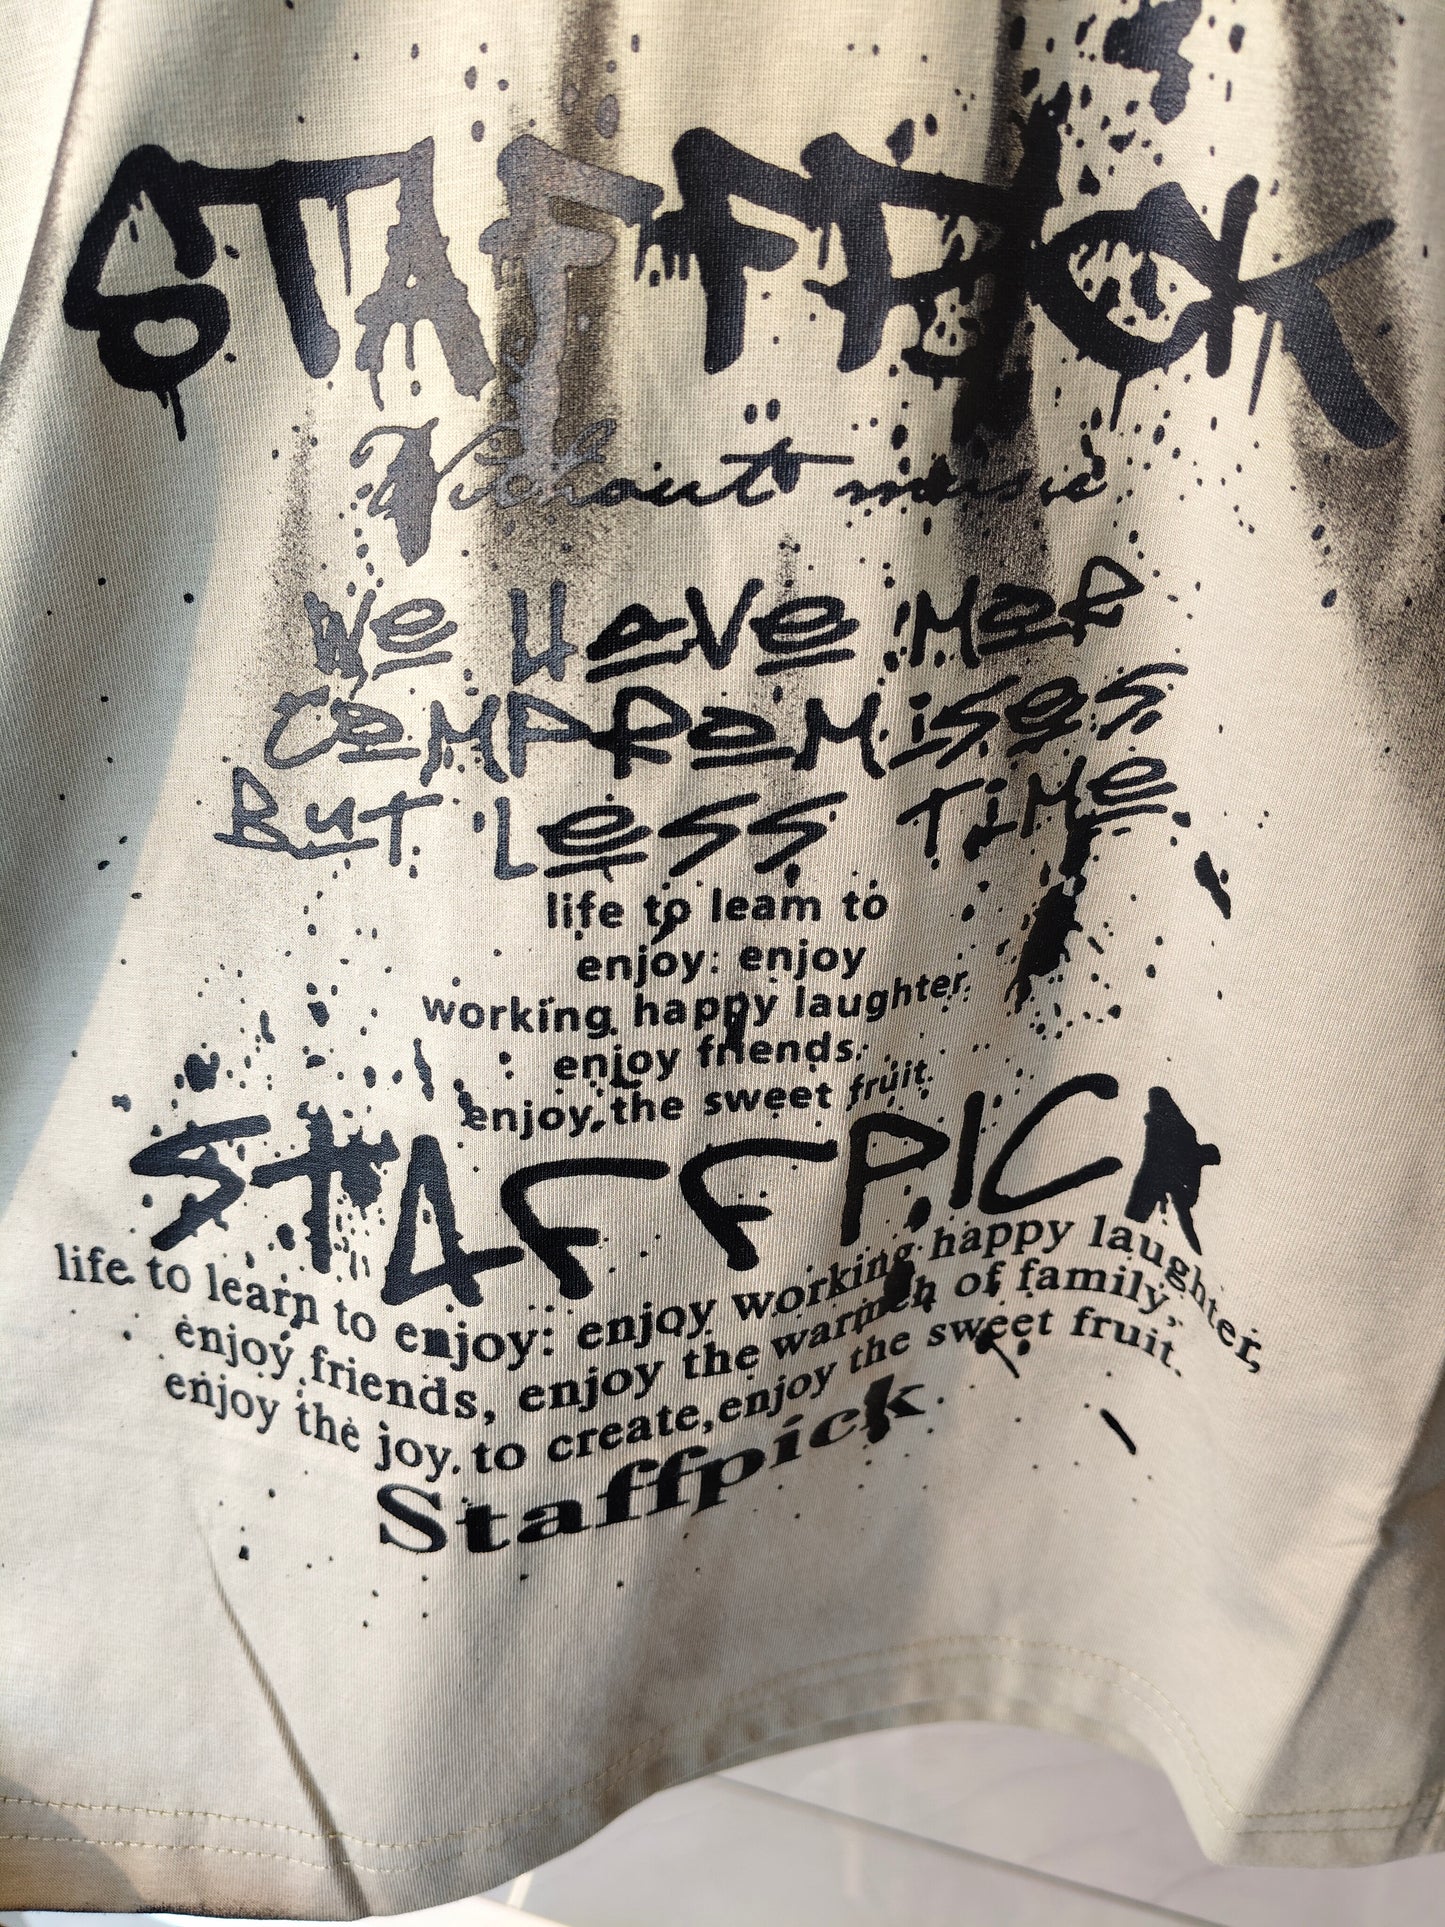 STAFFPICK
Without music
We Have Mor
Compromises
But Less Time
life to leam to
enjoy: enjoy
working happy laughter.
enjoy friends.
enjoy, the sweet fruit.
STAFFPICK
life to learn to enjoy: enjoy working happy laughter,
enjoy friends, enjoy the warmth of family,
enjoy the joy. to create, enjoy the sweet fruit.
Staffpick